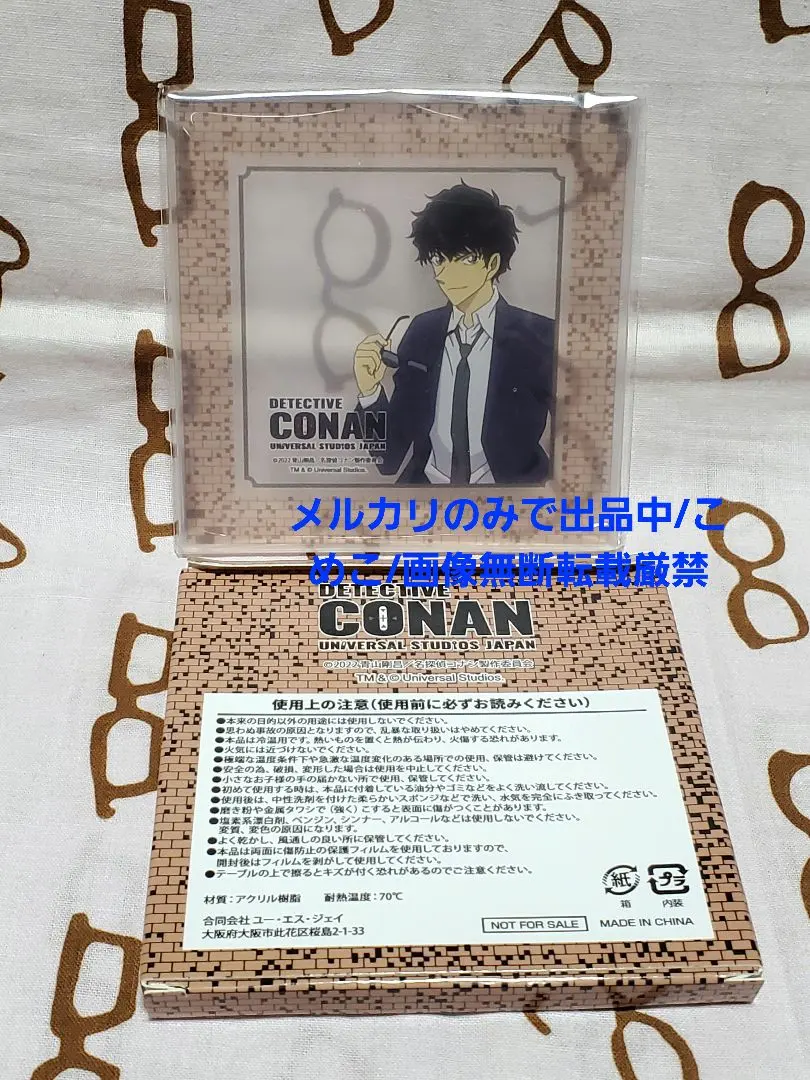 DETECTIVE
CONAN
UNIVERSAL STUDIOS JAPAN
©2022 青山剛昌/名探偵コナン製作委員会
TM & © Universal Studios.
メルカリのみで出品中/こ
めこ/画像無断転載厳禁
DETECTIVE
CONAN
UNIVERSAL STUDIOS JAPAN
©2022 青山剛昌/名探偵コナン製作委員会
TM & © Universal Studios.
使用上の注意(使用前に必ずお読みください)
●本来の目的以外の用途には使用しないでください。
●思わぬ事故の原因となりますので、乱暴な取り扱いはやめてください。
●本品は冷温用です。熱いものを置くと熱が伝わり、火傷する恐れがあります。
●火気には近づけないでください。
●極端な温度条件下や急激な温度変化のある場所での使用、保管は避けてください。
●安全の為、破損、変形した場合は使用を中止してください。
●小さなお子様の手の届かない所で使用、保管してください。
●初めて使用する時は、本品に付着している油分やゴミなどをよく洗い流してください。
●使用後は、中性洗剤を付けた柔らかいスポンジなどで洗い、水気を完全にふき取ってください。
●磨き粉や金属タワシで(強く)こすると表面に傷がつくことがあります。
●塩素系漂白剤、ベンジン、シンナー、アルコールなどは使用しないでください。
変質、変色の原因になります。
●よく乾かし、風通しの良い所に保管してください。
●本品は両面に傷防止の保護フィルムを使用しておりますので、
開封後はフィルムを剥がして使用してください。
●テーブルの上で擦るとキズが付く恐れがあるのでご注意ください。
材質:アクリル樹脂 耐熱温度:70℃
合同会社 ユー・エス・ジェイ
大阪府大阪市此花区桜島2-1-33
紙 プラ
箱 内装
NOT FOR SALE MADE IN CHINA